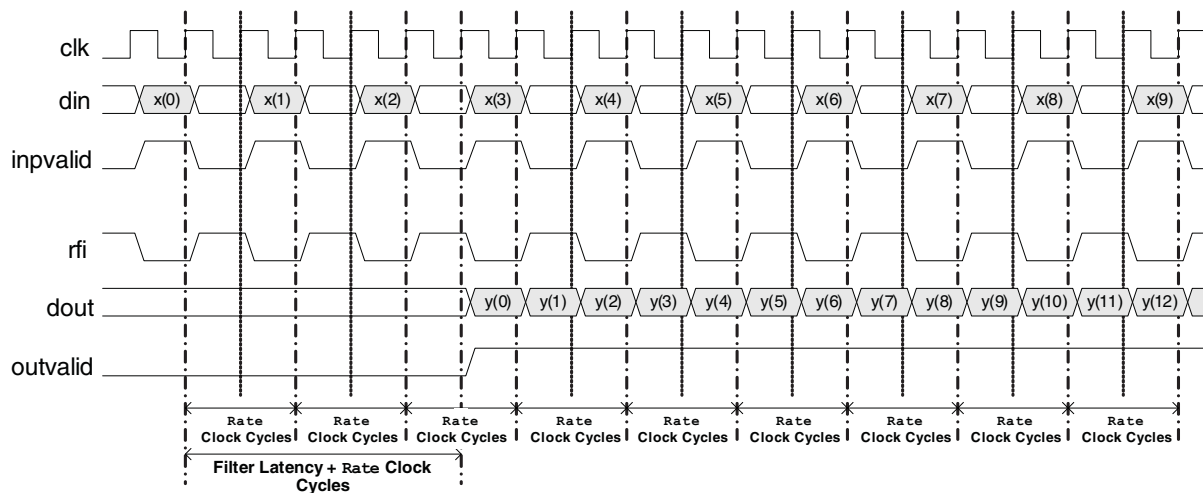 clk
din
x(0) x(1) x(2) x(3) x(4) x(5) x(6) x(7) x(8) x(9)
inpvalid
rfi
dout
y(0) y(1) y(2) y(3) y(4) y(5) y(6) y(7) y(8) y(9) y(10) y(11) y(12)
outvalid
Rate Rate Rate Rate Rate Rate Rate Rate Rate
Clock Cycles Clock Cycles Clock Cycles Clock Cycles Clock Cycles Clock Cycles Clock Cycles Clock Cycles Clock Cycles
Filter Latency + Rate Clock
Cycles